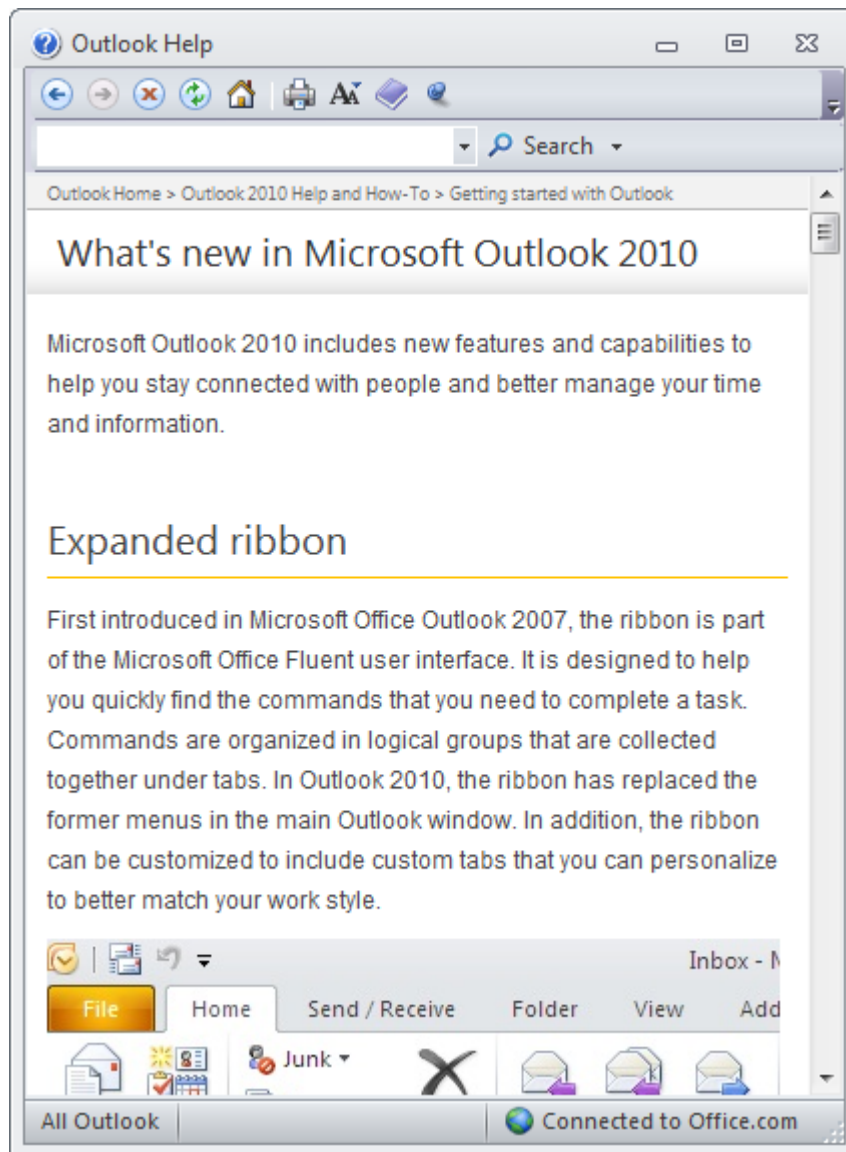 Outlook Help
Search
Outlook Home > Outlook 2010 Help and How-To > Getting started with Outlook
What's new in Microsoft Outlook 2010
Microsoft Outlook 2010 includes new features and capabilities to
help you stay connected with people and better manage your time
and information.
Expanded ribbon
First introduced in Microsoft Office Outlook 2007, the ribbon is part
of the Microsoft Office Fluent user interface. It is designed to help
you quickly find the commands that you need to complete a task.
Commands are organized in logical groups that are collected
together under tabs. In Outlook 2010, the ribbon has replaced the
former menus in the main Outlook window. In addition, the ribbon
can be customized to include custom tabs that you can personalize
to better match your work style.
Inbox -
File Home Send / Receive Folder View Add
Junk
All Outlook Connected to Office.com